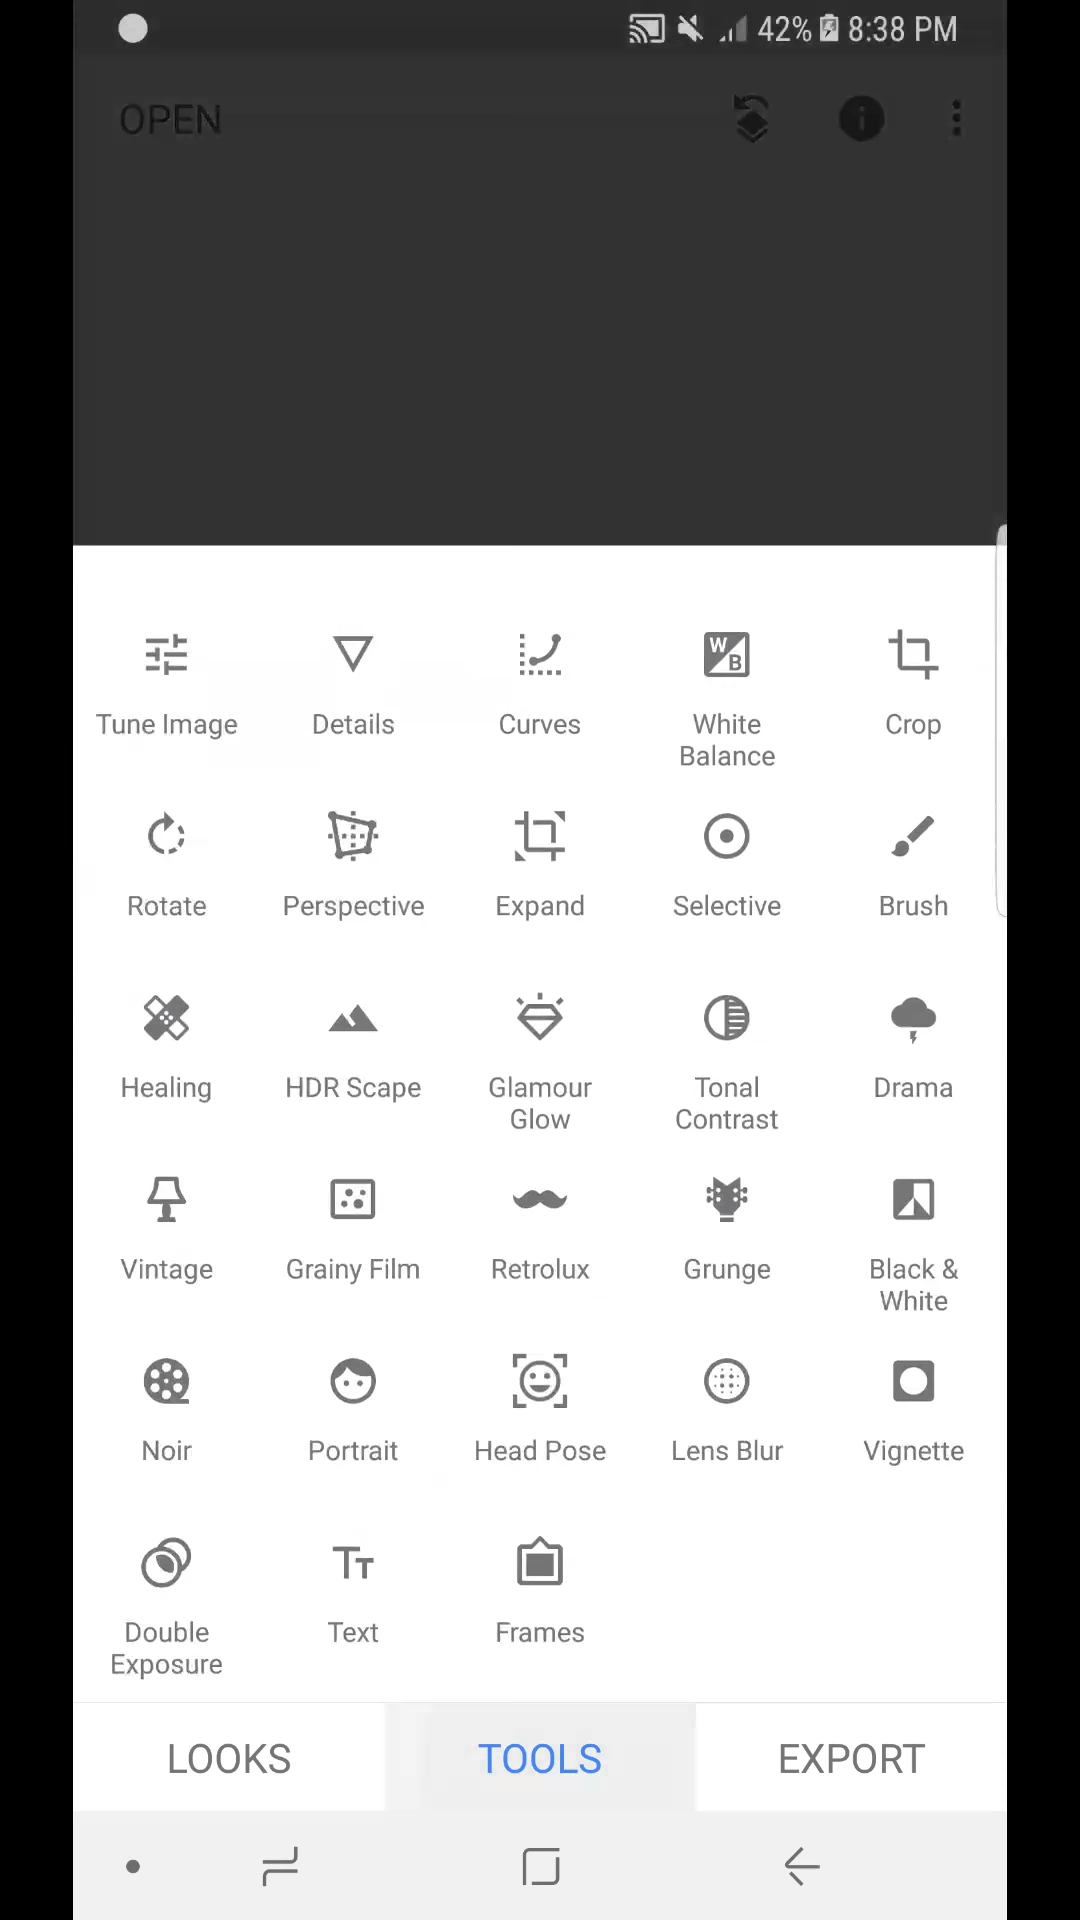 42% 8:38 PM
OPEN
Tune Image Details Curves White Balance Crop
Rotate Perspective Expand Selective Brush
Healing HDR Scape Glamour Glow Tonal Contrast Drama
Vintage Grainy Film Retrolux Grunge Black & White
Noir Portrait Head Pose Lens Blur Vignette
Double Exposure Text Frames
LOOKS TOOLS EXPORT